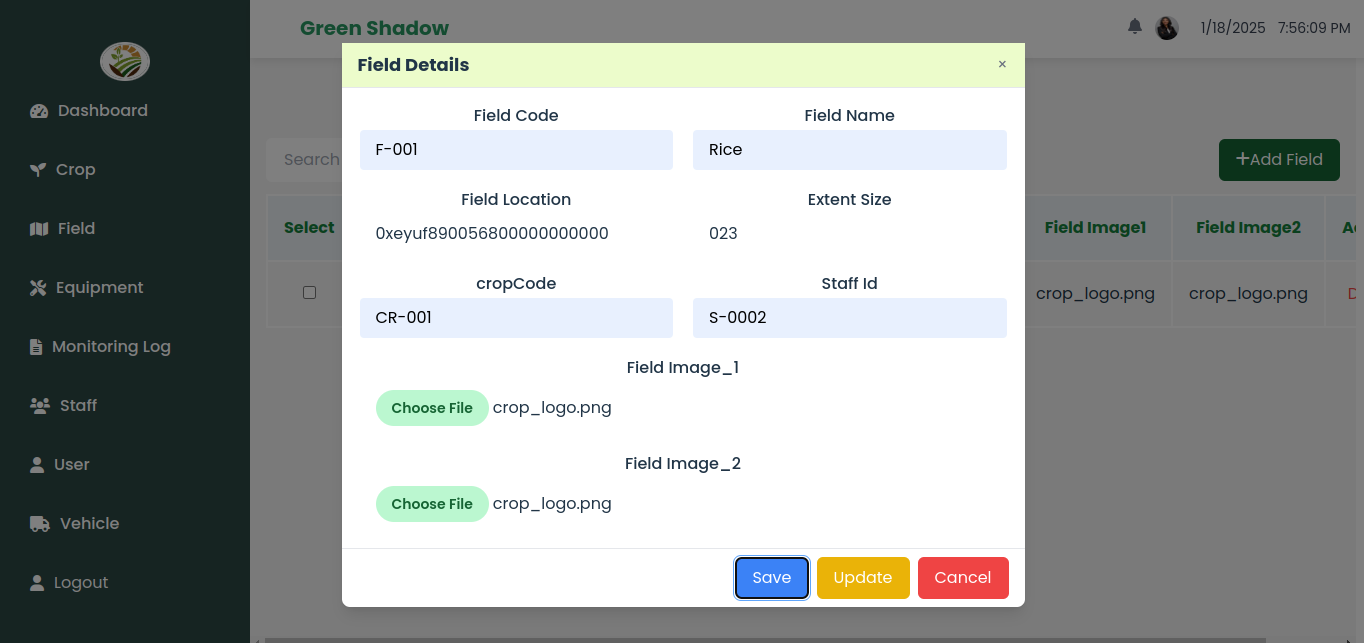 Green Shadow
1/18/2025 7:56:09 PM
Dashboard
Crop
Field
Equipment
Monitoring Log
Staff
User
Vehicle
Logout
Search
+Add Field
Select
Field Image1
Field Image2
crop_logo.png
crop_logo.png
Field Details
×
Field Code
Field Name
F-001
Rice
Field Location
Extent Size
0xeyuf890056800000000000
023
cropCode
Staff Id
CR-001
S-0002
Field Image_1
Choose File crop_logo.png
Field Image_2
Choose File crop_logo.png
Save
Update
Cancel